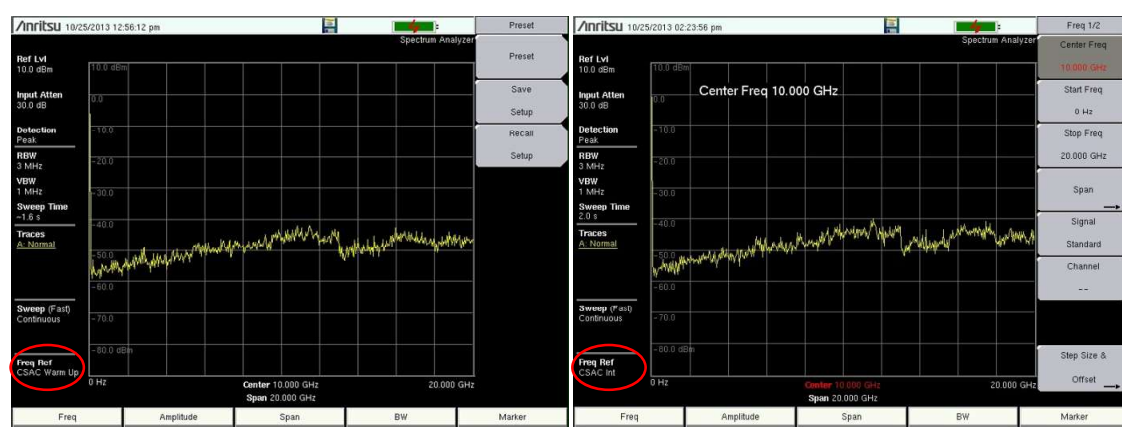 Anritsu 10/25/2013 12:56:12 pm
Spectrum Analyzer
Ref Lvl
10.0 dBm
Input Atten
30.0 dB
Detection
Peak
RBW
3 MHz
VBW
1 MHz
Sweep Time
~1.6 s
Traces
A: Normal
Sweep (Fast)
Continuous
Freq Ref
CSAC Warm Up
10.0 dBm
0.0
-10.0
-20.0
-30.0
-40.0
-50.0
-60.0
-70.0
-80.0 dBm
0 Hz
Center 10.000 GHz
20.000 GHz
Span 20.000 GHz
Preset
Preset
Save
Setup
Recall
Setup
Freq
Amplitude
Span
BW
Marker
Anritsu 10/25/2013 02:23:56 pm
Spectrum Analyzer
Ref Lvl
10.0 dBm
Input Atten
30.0 dB
Detection
Peak
RBW
3 MHz
VBW
1 MHz
Sweep Time
2.0 s
Traces
A: Normal
Sweep (Fast)
Continuous
Freq Ref
CSAC Int
10.0 dBm
Center Freq 10.000 GHz
0.0
-10.0
-20.0
-30.0
-40.0
-50.0
-60.0
-70.0
-80.0 dBm
0 Hz
Center 10.000 GHz
20.000 GHz
Span 20.000 GHz
Freq 1/2
Center Freq
10.000 GHz
Start Freq
0 Hz
Stop Freq
20.000 GHz
Span
Signal
Standard
Channel
--
Step Size &
Offset
Freq
Amplitude
Span
BW
Marker